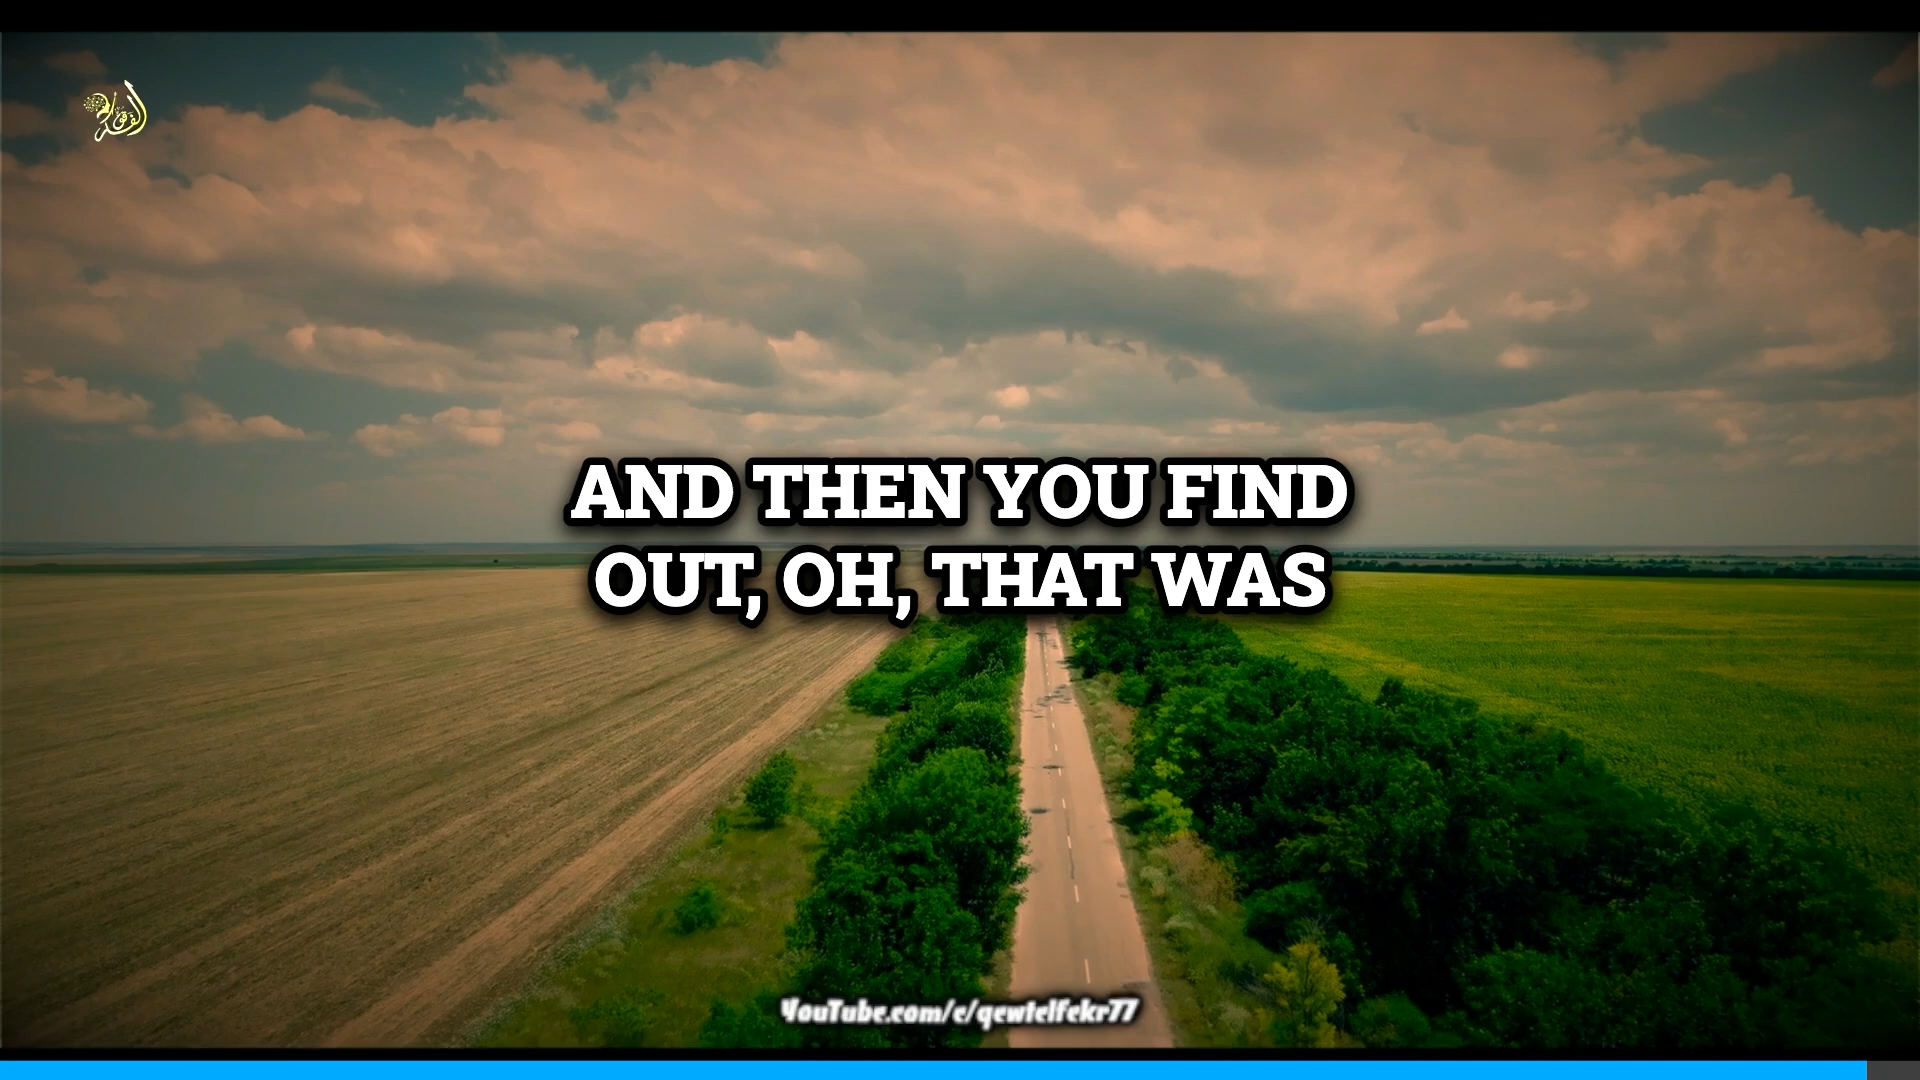 AND THEN YOU FIND
OUT, OH, THAT WAS
YouTube.com/c/qewtelfekr77